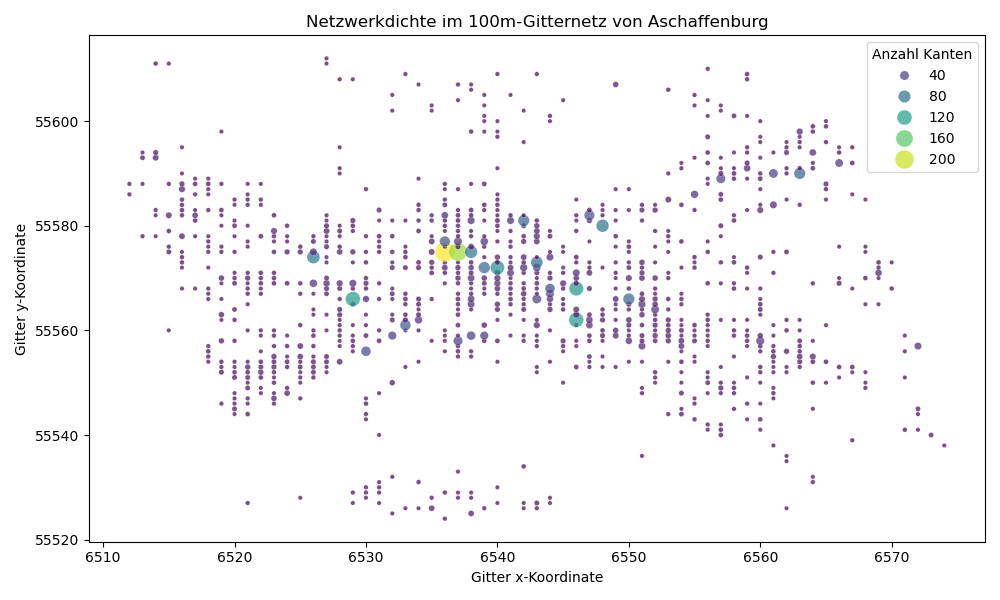 Netzwerkdichte im 100m-Gitternetz von Aschaffenburg
Anzahl Kanten
40
80
120
160
200
Gitter y-Koordinate
55600
55580
55560
55540
55520
6510 6520 6530 6540 6550 6560 6570
Gitter x-Koordinate